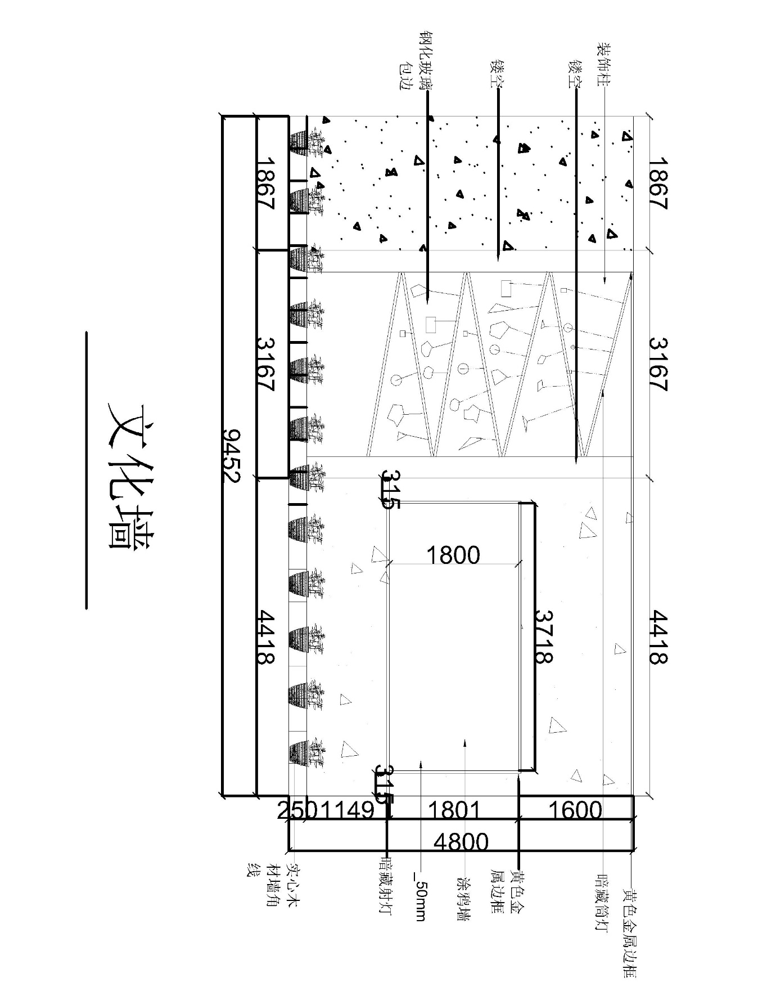 装饰柱
镂空
镂空
钢化玻璃
包边
1867
3167
4418
1867
3167
4418
9452
315
3718
1800
315
250
1149
1801
1600
4800
黄色金属边框
暗藏筒灯
黄色金
属边框
涂鸦墙
_50mm
暗藏射灯
实心木
材墙角
线
文化墙